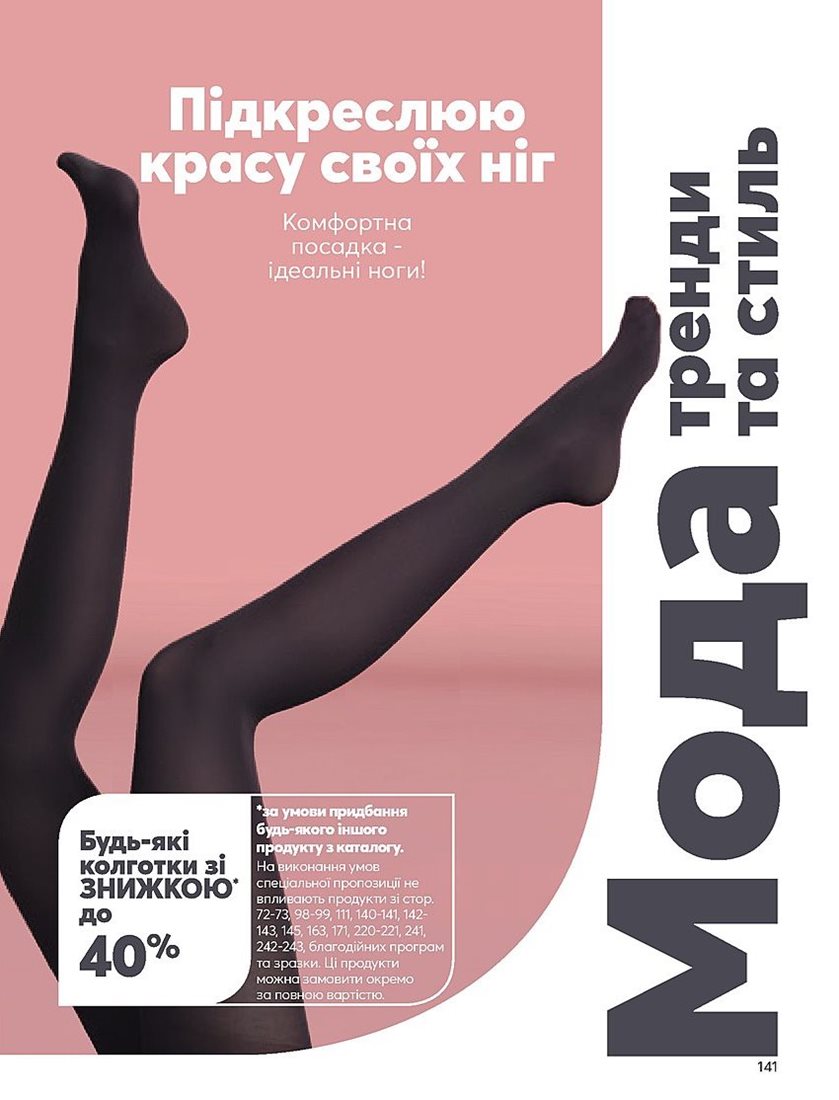 Підкреслюю
красу своїх ніг
Комфортна
посадка -
ідеальні ноги!
Мода
тренди
та стиль
Будь-які
колготки зі
ЗНИЖКОЮ*
до
40%
*за умови придбання
будь-якого іншого
продукту з каталогу.
На виконання умов
спеціальної пропозиції не
впливають продукти зі стор.
72-73, 98-99, 111, 140-141, 142-
143, 145, 163, 171, 220-221, 241,
242-243, благодійних програм
та зразки. Ці продукти
можна замовити окремо
за повною вартістю.
141